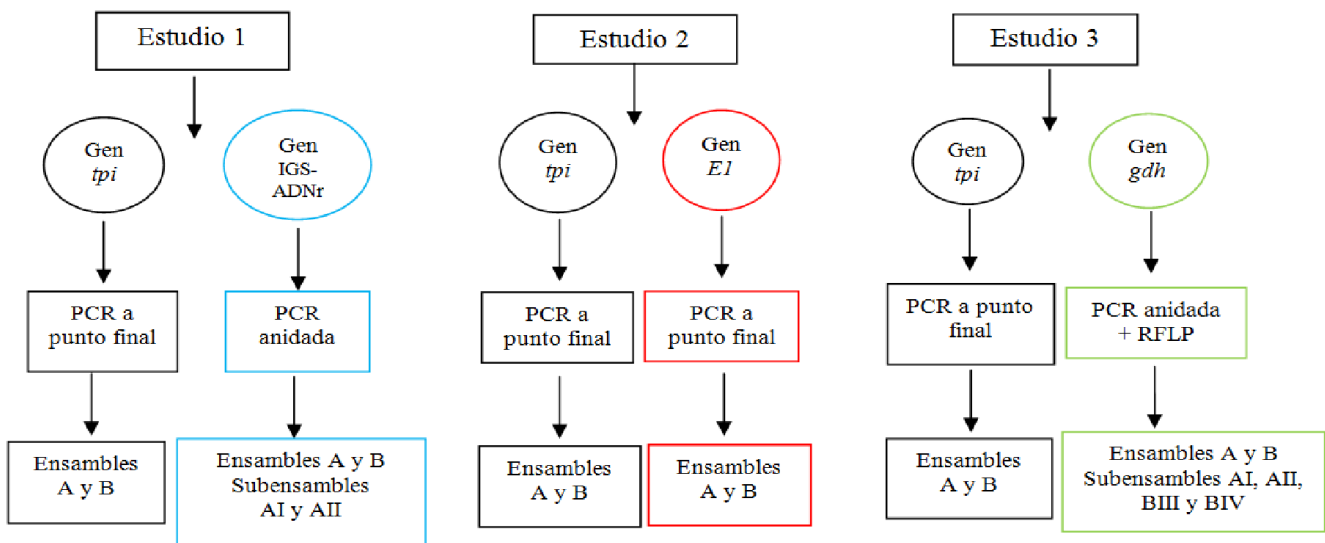 Estudio 1
Gen
tpi
Gen
IGS-
ADNr
PCR a
punto final
PCR
anidada
Ensambles
A y B
Ensambles A y B
Subensambles
AI y AII
Estudio 2
Gen
tpi
Gen
E1
PCR a
punto final
PCR a
punto final
Ensambles
A y B
Ensambles
A y B
Estudio 3
Gen
tpi
Gen
gdh
PCR a punto
final
PCR anidada
+ RFLP
Ensambles
A y B
Ensambles A y B
Subensambles AI, AII,
BIII y BIV